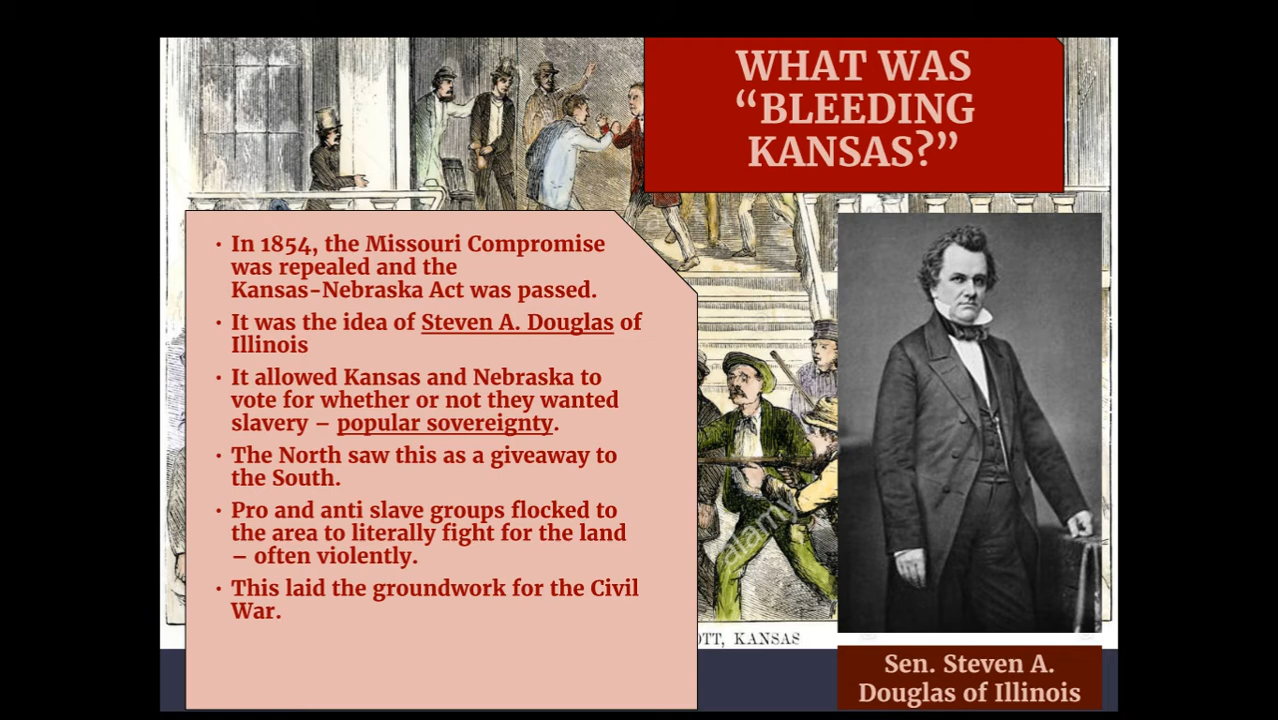 WHAT WAS
“BLEEDING
KANSAS?”
• In 1854, the Missouri Compromise
was repealed and the
Kansas-Nebraska Act was passed.
• It was the idea of Steven A. Douglas of
Illinois
• It allowed Kansas and Nebraska to
vote for whether or not they wanted
slavery – popular sovereignty.
• The North saw this as a giveaway to
the South.
• Pro and anti slave groups flocked to
the area to literally fight for the land
– often violently.
• This laid the groundwork for the Civil
War.
alamy
OTT, KANSAS
Sen. Steven A.
Douglas of Illinois